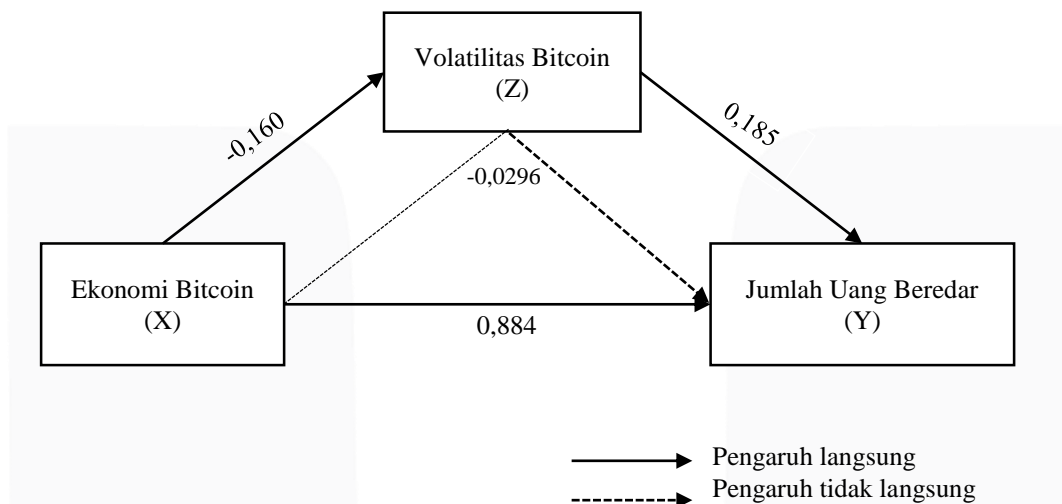 Volatilitas Bitcoin
(Z)
-0,160
0,185
-0,0296
Ekonomi Bitcoin
(X)
Jumlah Uang Beredar
(Y)
0,884
Pengaruh langsung
Pengaruh tidak langsung